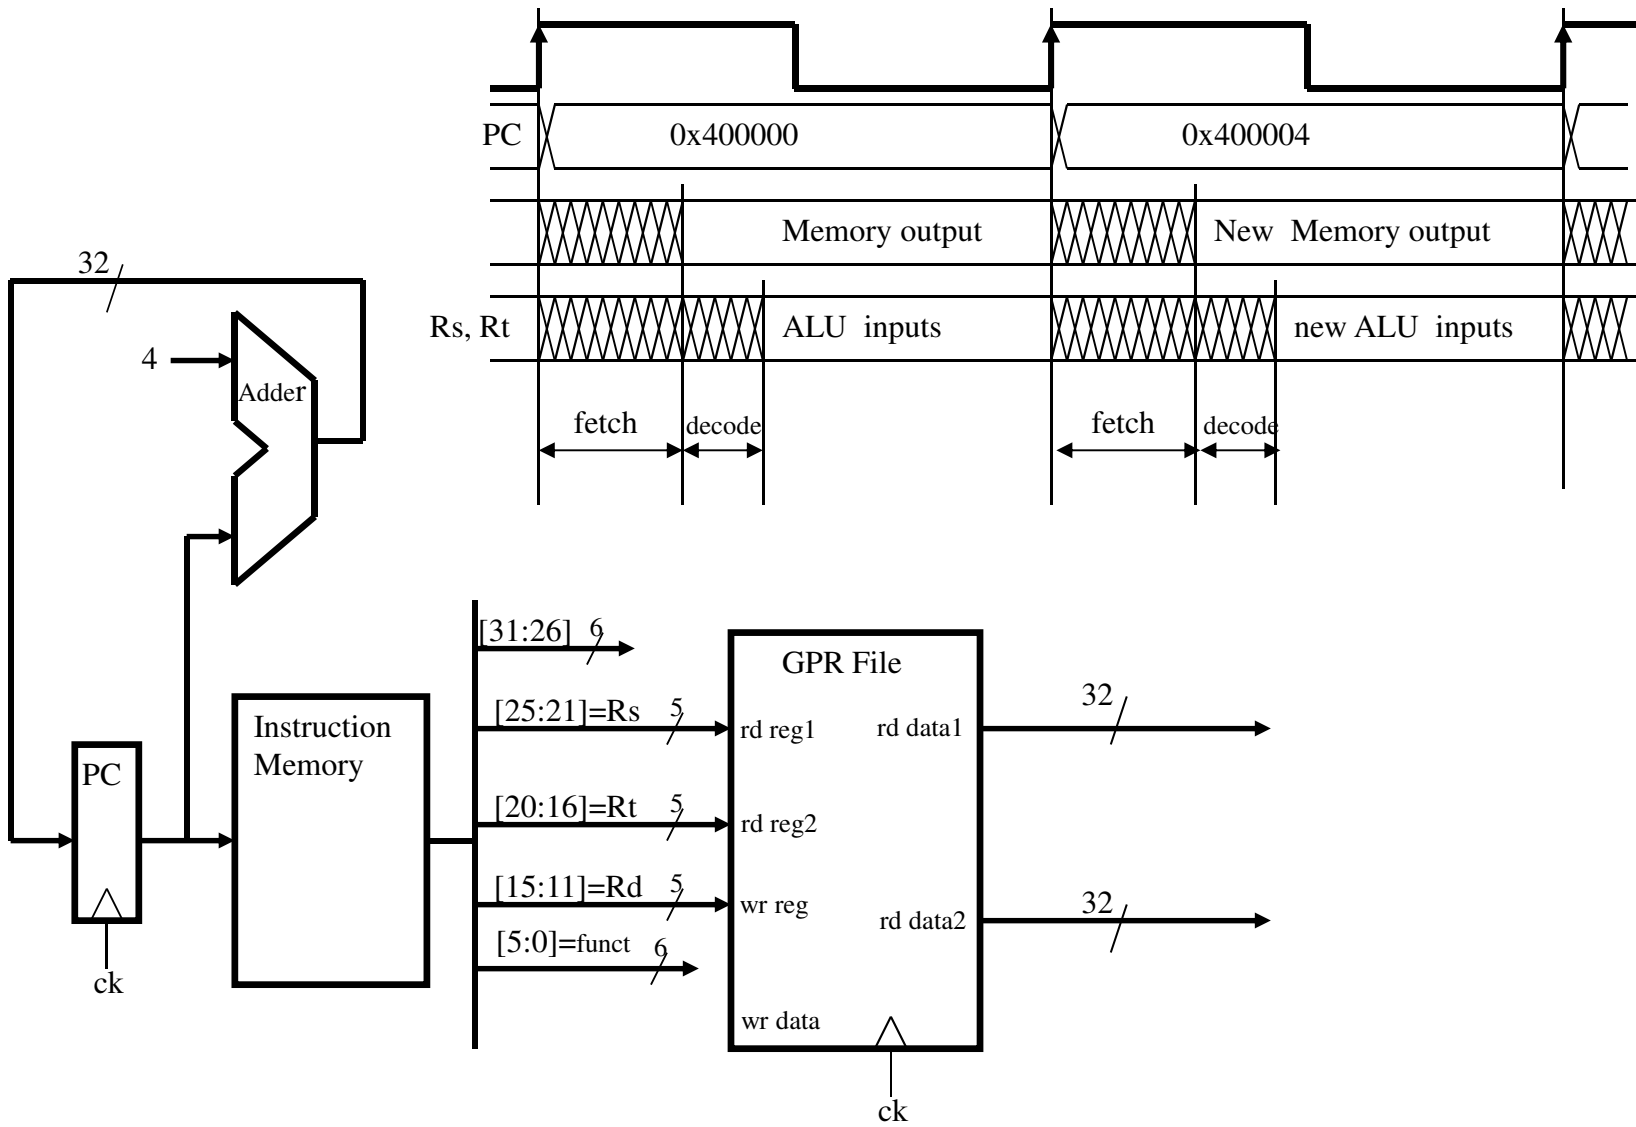 PC
0x400000
0x400004
Memory output
New Memory output
Rs, Rt
ALU inputs
new ALU inputs
fetch
decode
fetch
decode
32
4
Adder
PC
ck
Instruction
Memory
[31:26]
6
[25:21]=Rs
5
[20:16]=Rt
5
[15:11]=Rd
5
[5:0]=funct
6
GPR File
rd reg1
rd data1
rd reg2
wr reg
rd data2
wr data
ck
32
32